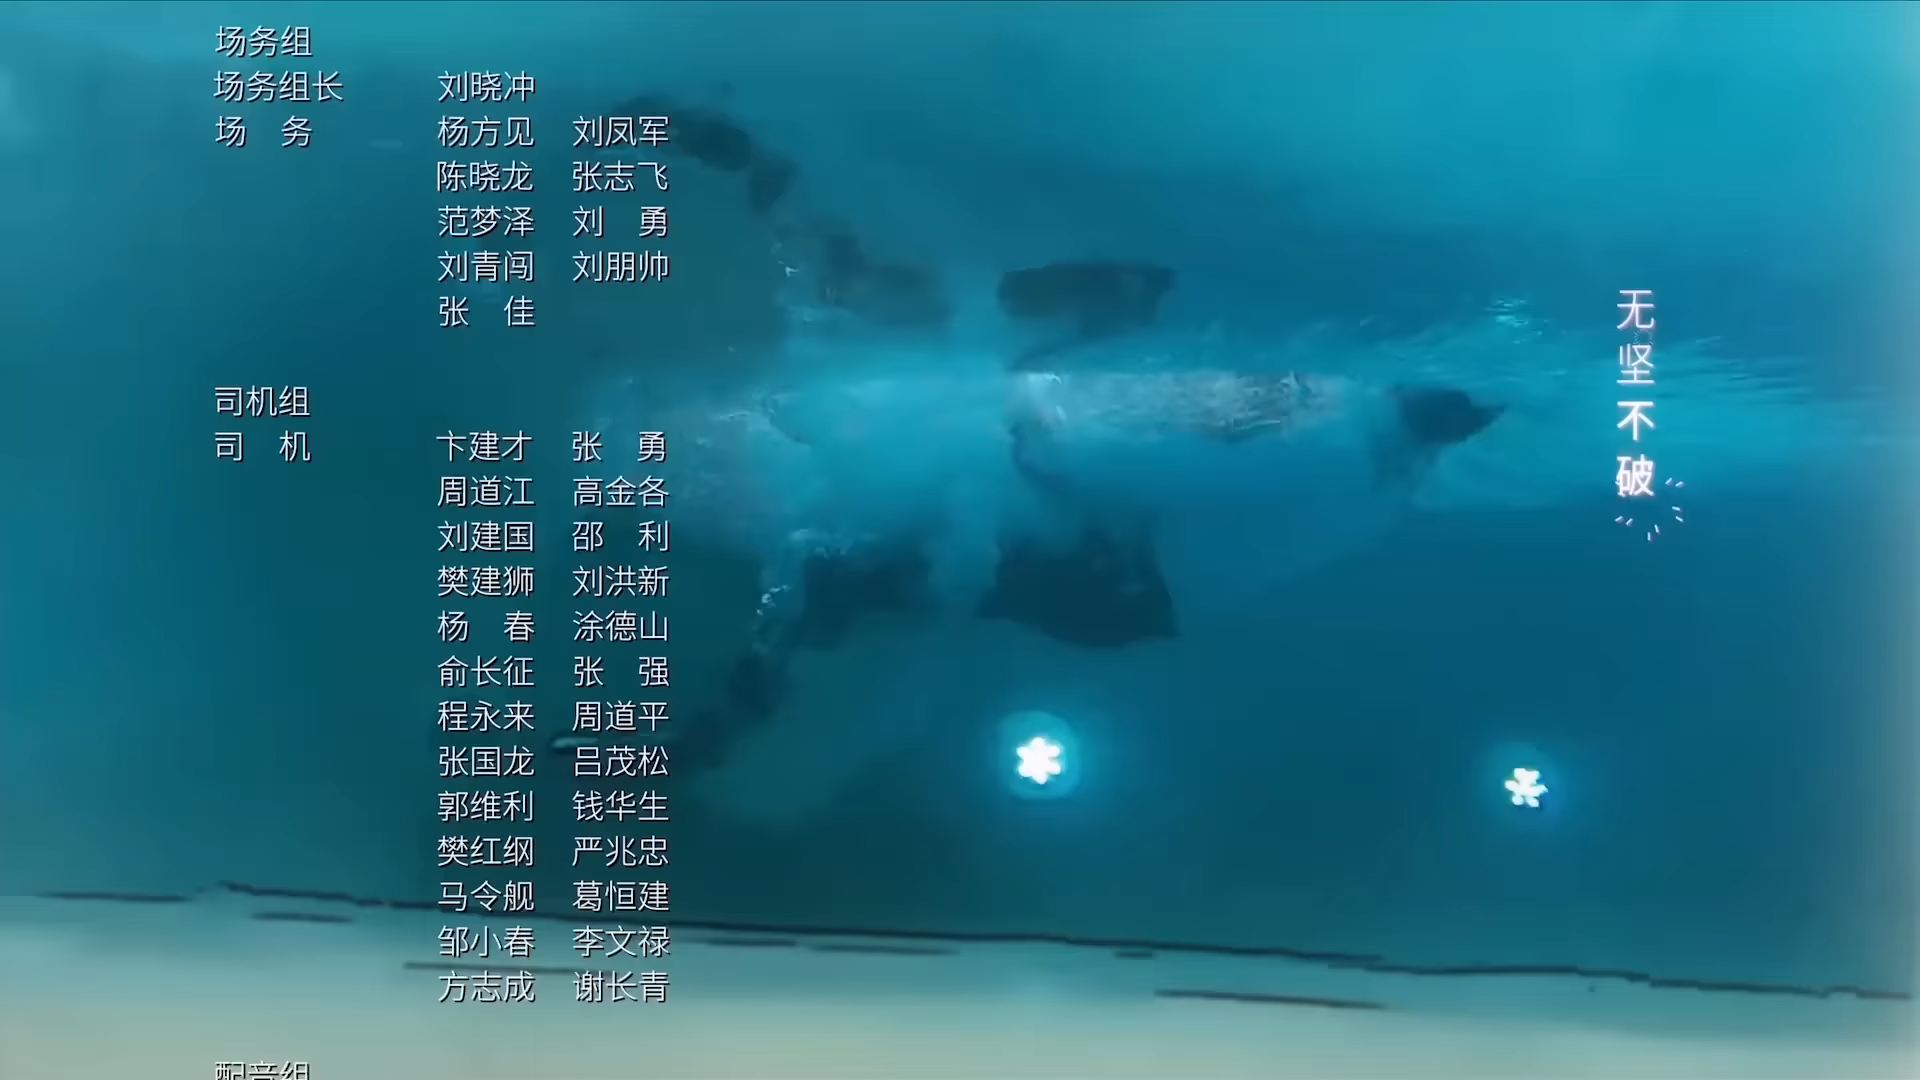 场务组
场务组长 刘晓冲
场 务 杨方见 刘凤军
陈晓龙 张志飞
范梦泽 刘 勇
刘青闯 刘朋帅
张 佳
司机组
司 机 卞建才 张 勇
周道江 高金各
刘建国 邵 利
樊建狮 刘洪新
杨 春 涂德山
俞长征 张 强
程永来 周道平
张国龙 吕茂松
郭维利 钱华生
樊红纲 严兆忠
马令舰 葛恒建
邹小春 李文禄
方志成 谢长青
配音组
无坚不破